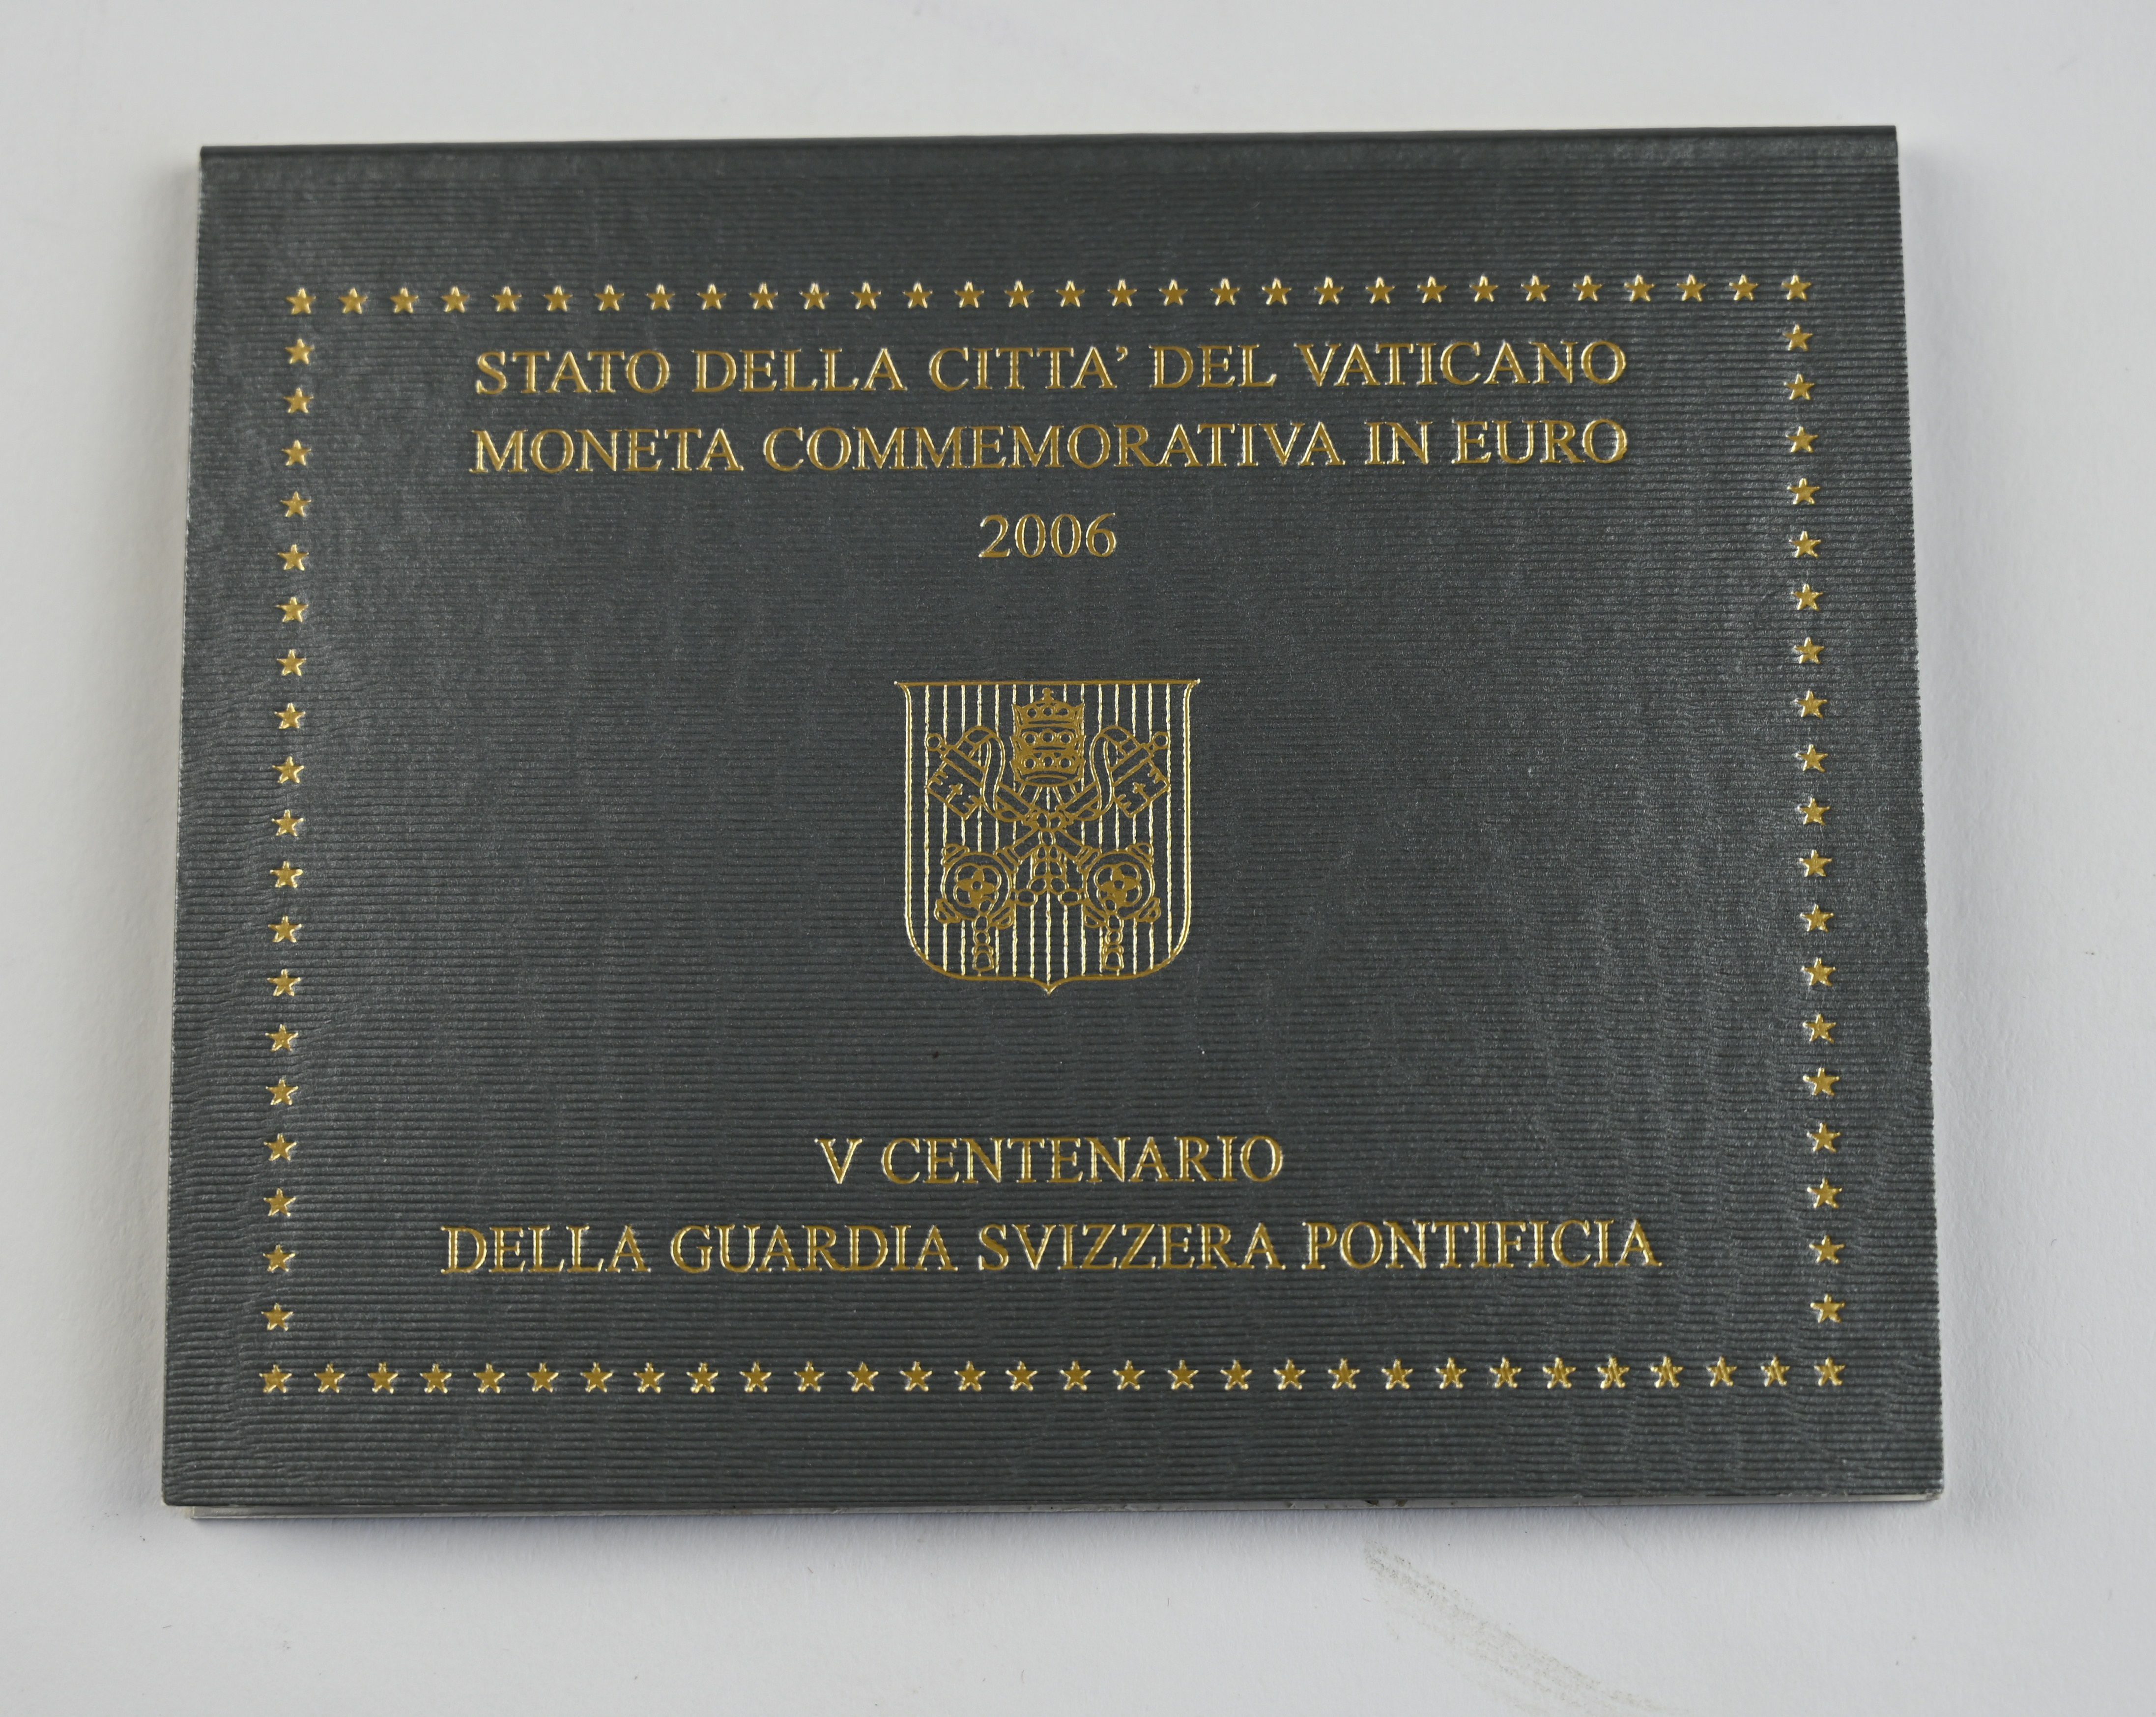 STATO DELLA CITTA’ DEL VATICANO
MONETA COMMEMORATIVA IN EURO
2006
V CENTENARIO
DELLA GUARDIA SVIZZERA PONTIFICIA